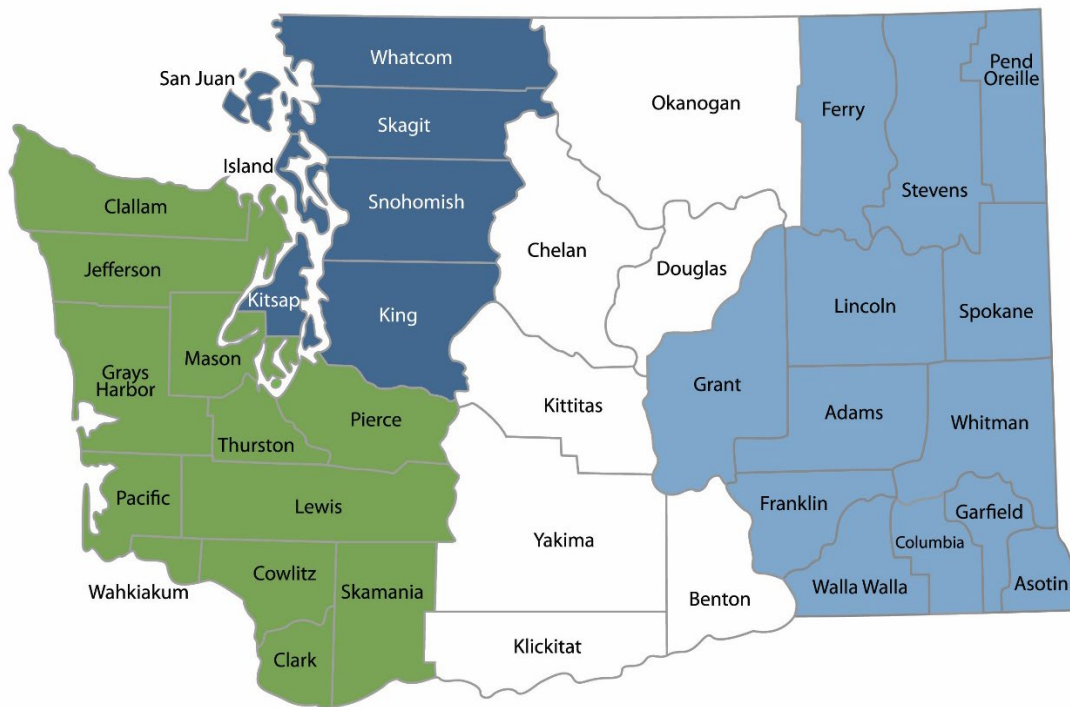 Whatcom
San Juan
Skagit
Island
Snohomish
Clallam
Jefferson
Kitsap
King
Mason
Grays
Harbor
Pierce
Thurston
Pacific
Lewis
Wahkiakum
Cowlitz
Skamania
Clark
Okanogan
Chelan
Douglas
Kittitas
Yakima
Klickitat
Benton
Ferry
Stevens
Pend
Oreille
Lincoln
Spokane
Grant
Adams
Whitman
Franklin
Garfield
Columbia
Walla Walla
Asotin